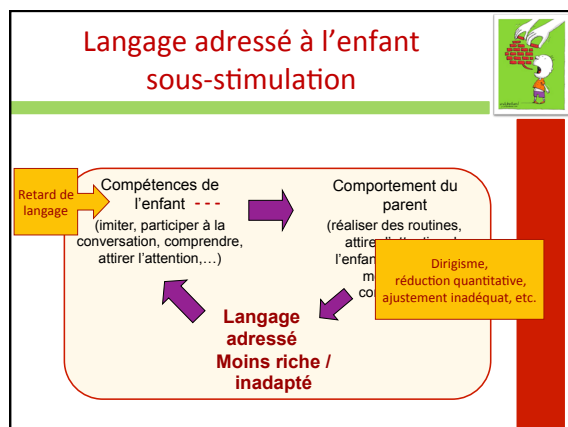 Langage adressé à l'enfant
sous-stimulation
Retard de
langage
Compétences de
l'enfant - - -
(imiter, participer à la
conversation, comprendre,
attirer l'attention,…)
Comportement du
parent
(réaliser des routines,
l'enfan
Dirigisme,
réduction quantitative,
ajustement inadéquat, etc.
Langage
adressé
Moins riche /
inadapté